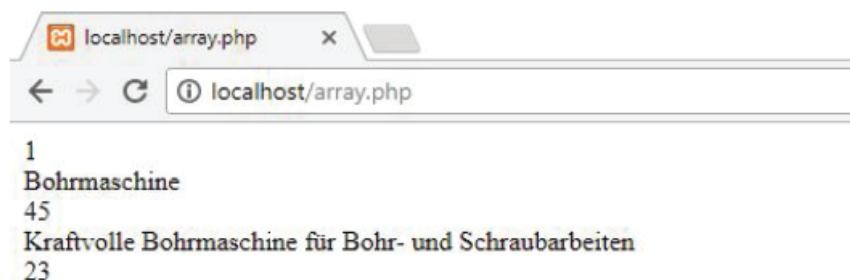 localhost/array.php
localhost/array.php
1
Bohrmaschine
45
Kraftvolle Bohrmaschine für Bohr- und Schraubarbeiten
23